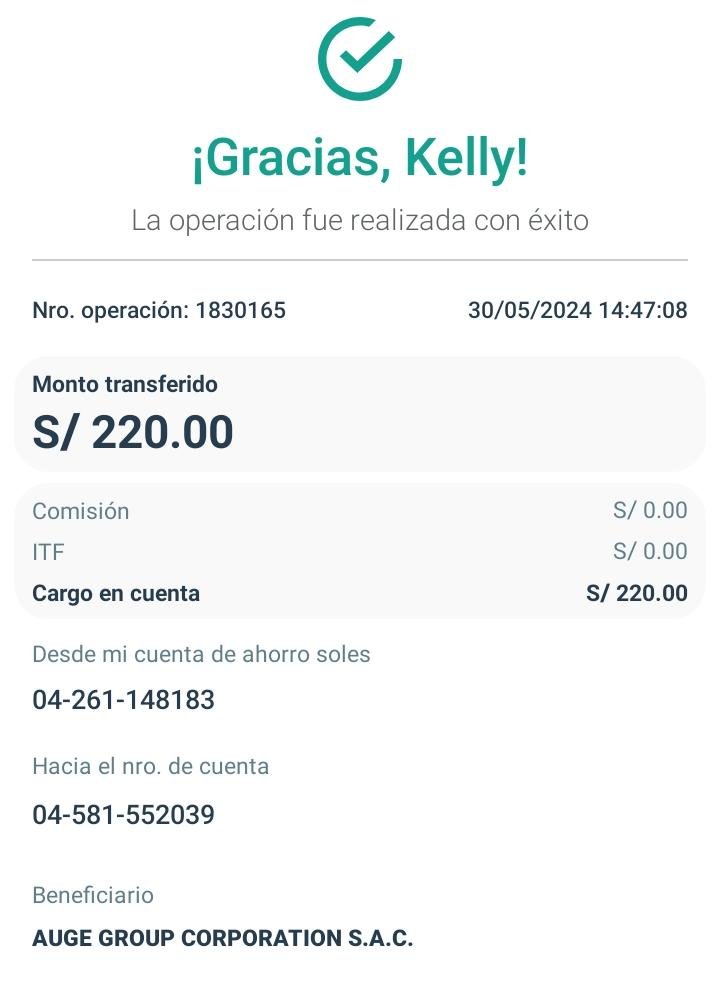 ¡Gracias, Kelly!
La operación fue realizada con éxito
Nro. operación: 1830165 30/05/2024 14:47:08
Monto transferido
S/ 220.00
Comisión S/ 0.00
ITF S/ 0.00
Cargo en cuenta S/ 220.00
Desde mi cuenta de ahorro soles
04-261-148183
Hacia el nro. de cuenta
04-581-552039
Beneficiario
AUGE GROUP CORPORATION S.A.C.